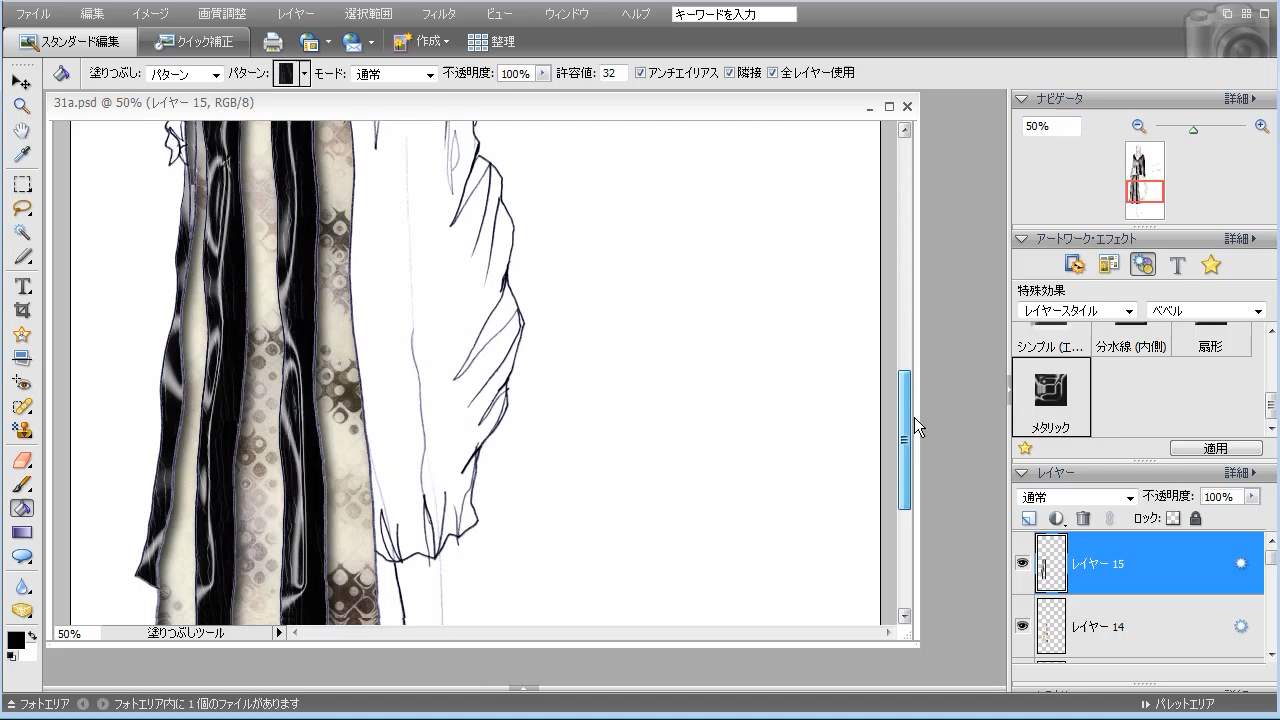 ファイル 編集 イメージ 画質調整 レイヤー 選択範囲 フィルタ ビュー ウィンドウ ヘルプ キーワードを入力
スタンダード編集 クイック補正 作成 整理
塗りつぶし: パターン パターン: モード: 通常 不透明度: 100% 許容値: 32 アンチエイリアス 隣接 全レイヤー使用
31a.psd @ 50% (レイヤー 15, RGB/8)
ナビゲータ 詳細
50%
アートワーク・エフェクト 詳細
特殊効果
レイヤースタイル ベベル
シンプル (エ... 分水線 (内側) 扇形
メタリック
適用
レイヤー 詳細
通常 不透明度: 100%
ロック:
レイヤー 15
レイヤー 14
50% 塗りつぶしツール
フォトエリア フォトエリア内に 1 個のファイルがあります パレットエリア